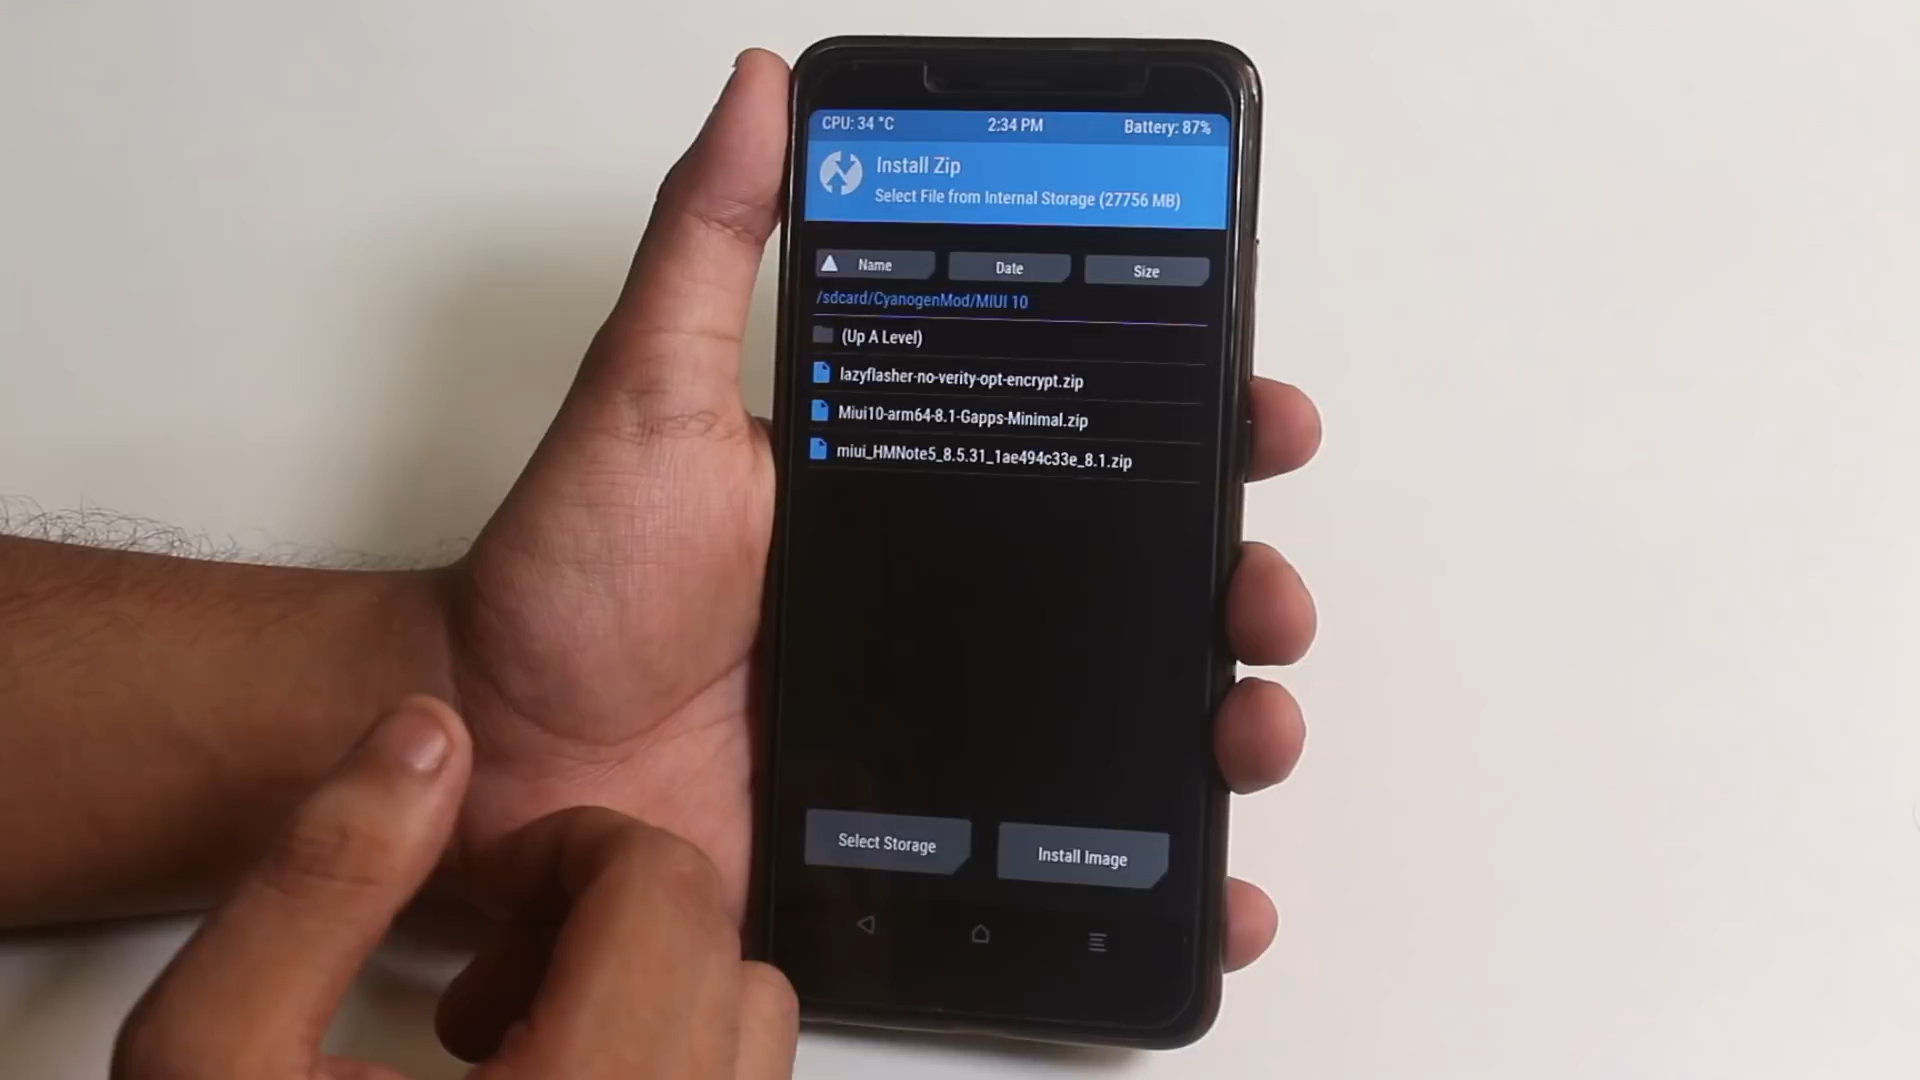 CPU: 34 °C 2:34 PM Battery: 87%
Install Zip
Select File from Internal Storage (27756 MB)
Name Date Size
/sdcard/CyanogenMod/MIUI 10
(Up A Level)
lazyflasher-no-verity-opt-encrypt.zip
Miui10-arm64-8.1-Gapps-Minimal.zip
miui_HMNote5_8.5.31_1ae494c33e_8.1.zip
Select Storage Install Image